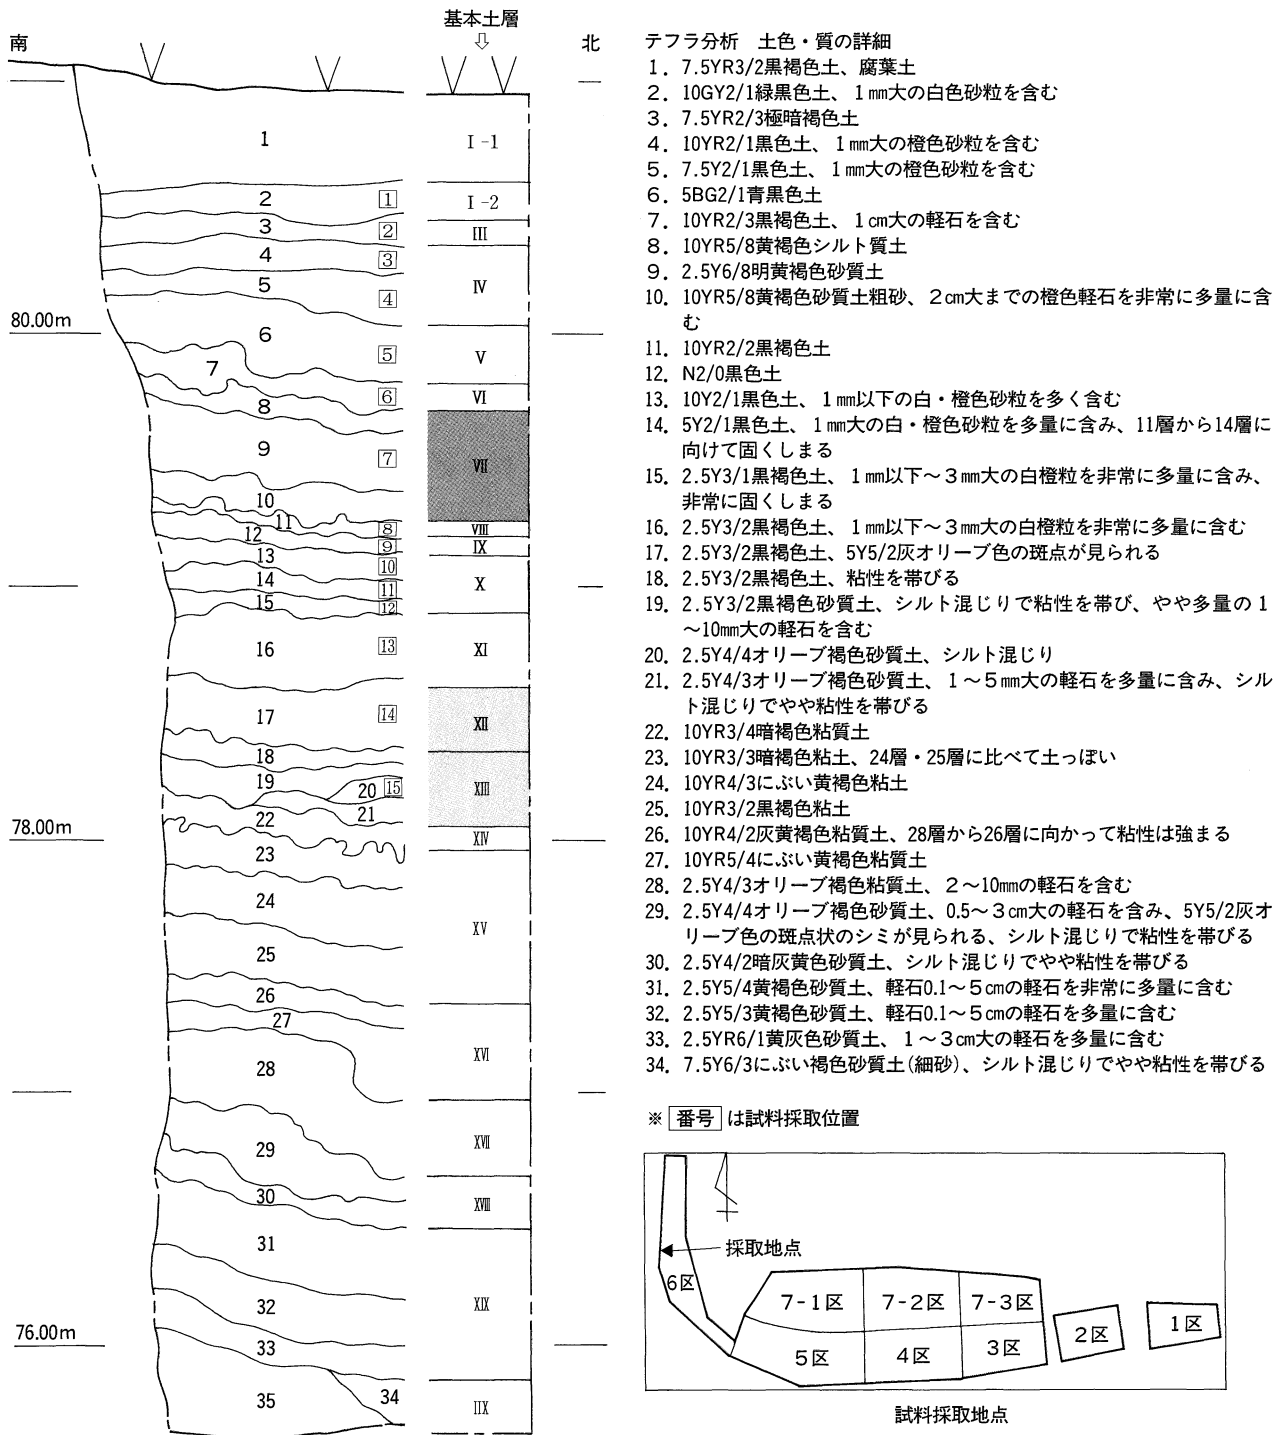 基本土層
南
北
1
2
3
4
5
6
7
8
9
10
11
12
13
14
15
16
17
18
19
20
21
22
23
24
25
26
27
28
29
30
31
32
33
34
35
1
2
3
4
5
6
7
8
9
10
11
12
13
14
15
Ⅰ-1
Ⅰ-2
Ⅲ
Ⅳ
Ⅴ
Ⅵ
Ⅶ
Ⅷ
Ⅸ
Ⅹ
Ⅺ
Ⅻ
XIII
XIV
XV
XVI
XVII
XVIII
XIX
IIX
80.00m
78.00m
76.00m
テフラ分析 土色・質の詳細
1. 7.5YR3/2黒褐色土、腐葉土
2. 10GY2/1緑黒色土、1㎜大の白色砂粒を含む
3. 7.5YR2/3極暗褐色土
4. 10YR2/1黒色土、1㎜大の橙色砂粒を含む
5. 7.5Y2/1黒色土、1㎜大の橙色砂粒を含む
6. 5BG2/1青黒色土
7. 10YR2/3黒褐色土、1㎝大の軽石を含む
8. 10YR5/8黄褐色シルト質土
9. 2.5Y6/8明黄褐色砂質土
10. 10YR5/8黄褐色砂質土粗砂、2㎝大までの橙色軽石を非常に多量に含
む
11. 10YR2/2黒褐色土
12. N2/0黒色土
13. 10Y2/1黒色土、1㎜以下の白・橙色砂粒を多く含む
14. 5Y2/1黒色土、1㎜大の白・橙色砂粒を多量に含み、11層から14層に
向けて固くしまる
15. 2.5Y3/1黒褐色土、1㎜以下～3㎜大の白橙粒を非常に多量に含み、
非常に固くしまる
16. 2.5Y3/2黒褐色土、1㎜以下～3㎜大の白橙粒を非常に多量に含む
17. 2.5Y3/2黒褐色土、5Y5/2灰オリーブ色の斑点が見られる
18. 2.5Y3/2黒褐色土、粘性を帯びる
19. 2.5Y3/2黒褐色砂質土、シルト混じりで粘性を帯び、やや多量の1
～10㎜大の軽石を含む
20. 2.5Y4/4オリーブ褐色砂質土、シルト混じり
21. 2.5Y4/3オリーブ褐色砂質土、1～5㎜大の軽石を多量に含み、シル
ト混じりでやや粘性を帯びる
22. 10YR3/4暗褐色粘質土
23. 10YR3/3暗褐色粘土、24層・25層に比べて土っぽい
24. 10YR4/3にぶい黄褐色粘土
25. 10YR3/2黒褐色粘土
26. 10YR4/2灰黄褐色粘質土、28層から26層に向かって粘性は強まる
27. 10YR5/4にぶい黄褐色粘質土
28. 2.5Y4/3オリーブ褐色粘質土、2～10㎜の軽石を含む
29. 2.5Y4/4オリーブ褐色砂質土、0.5～3㎝大の軽石を含み、5Y5/2灰オ
リーブ色の斑点状のシミが見られる、シルト混じりで粘性を帯びる
30. 2.5Y4/2暗灰黄色砂質土、シルト混じりでやや粘性を帯びる
31. 2.5Y5/4黄褐色砂質土、軽石0.1～5㎝の軽石を非常に多量に含む
32. 2.5Y5/3黄褐色砂質土、軽石0.1～5㎝の軽石を多量に含む
33. 2.5YR6/1黄灰色砂質土、1～3㎝大の軽石を多量に含む
34. 7.5Y6/3にぶい褐色砂質土(細砂)、シルト混じりでやや粘性を帯びる
※ 番号 は試料採取位置
採取地点
6区
7-1区
7-2区
7-3区
5区
4区
3区
2区
1区
試料採取地点